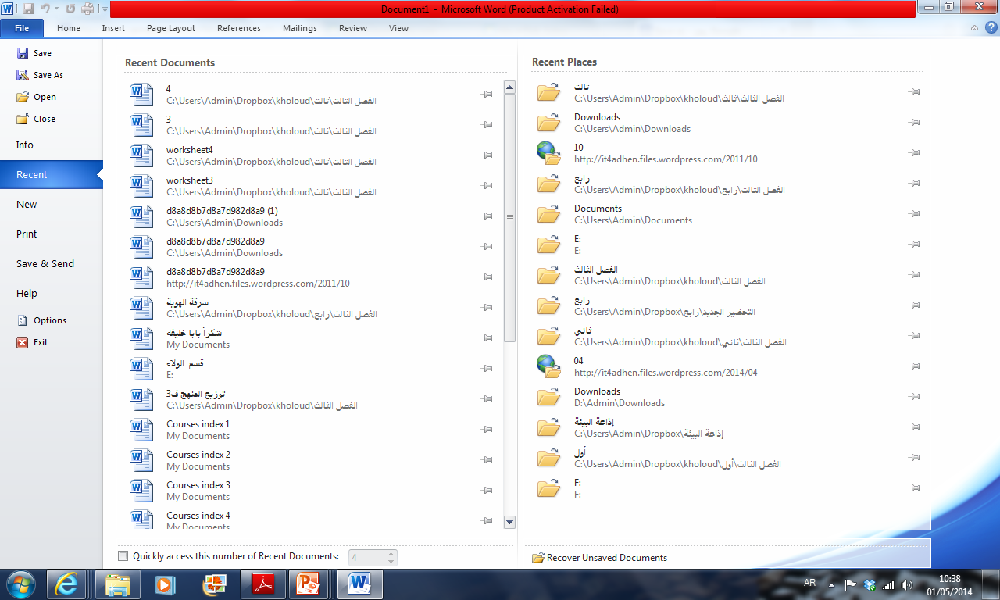 Document1 - Microsoft Word (Product Activation Failed)
File Home Insert Page Layout References Mailings Review View
Save
Save As
Open
Close
Info
Recent
New
Print
Save & Send
Help
Options
Exit
Recent Documents
4
C:\Users\Admin\Dropbox\kholoud\الفصل الثالث\ثالث
3
C:\Users\Admin\Dropbox\kholoud\الفصل الثالث\ثالث
worksheet4
C:\Users\Admin\Dropbox\kholoud\الفصل الثالث\ثالث
worksheet3
C:\Users\Admin\Dropbox\kholoud\الفصل الثالث\ثالث
d8a8d8b7d8a7d982d8a9 (1)
C:\Users\Admin\Downloads
d8a8d8b7d8a7d982d8a9
C:\Users\Admin\Downloads
d8a8d8b7d8a7d982d8a9
http://it4adhen.files.wordpress.com/2011/10
سرقة الهوية
C:\Users\Admin\Dropbox\kholoud\الفصل الثالث\رابع
شكراً بابا خليفه
My Documents
قسم الولاء
E:
توزيع المنهج ف3
C:\Users\Admin\Dropbox\kholoud\الفصل الثالث
Courses index 1
My Documents
Courses index 2
My Documents
Courses index 3
My Documents
Courses index 4
My Documents
Quickly access this number of Recent Documents: 4
Recent Places
ثالث
C:\Users\Admin\Dropbox\kholoud\الفصل الثالث\ثالث
Downloads
C:\Users\Admin\Downloads
10
http://it4adhen.files.wordpress.com/2011/10
رابع
C:\Users\Admin\Dropbox\kholoud\الفصل الثالث\رابع
Documents
C:\Users\Admin\Documents
E:
E:
الفصل الثالث
C:\Users\Admin\Dropbox\kholoud\الفصل الثالث
رابع
C:\Users\Admin\Dropbox\التحضير الجديد\رابع
ثاني
C:\Users\Admin\Dropbox\kholoud\الفصل الثالث\ثاني
04
http://it4adhen.files.wordpress.com/2014/04
Downloads
D:\Admin\Downloads
إذاعة البيئة
C:\Users\Admin\Dropbox\إذاعة البيئة
أول
C:\Users\Admin\Dropbox\kholoud\الفصل الثالث\أول
F:
F:
Recover Unsaved Documents
AR
10:38
01/05/2014